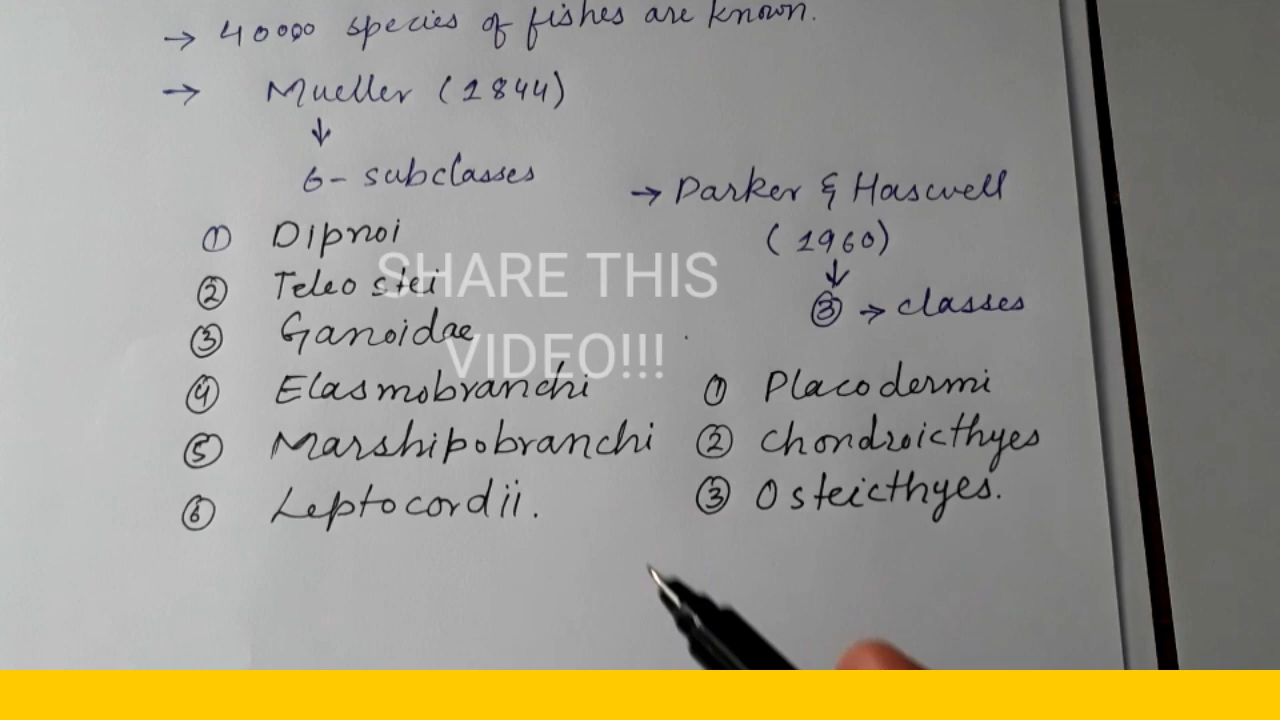 → 40000 species of fishes are known.
→ Mueller (1844)
↓
6- subclasses
① Dipnoi
② Teleostei
③ Ganoidae
④ Elasmobranchi
⑤ Marshipobranchi
⑥ Leptocordii.
→ Parker & Haswell
(1960)
↓
③ → classes
① Placodermi
② Chondroicthyes
③ Osteicthyes.
SHARE THIS
VIDEO!!!